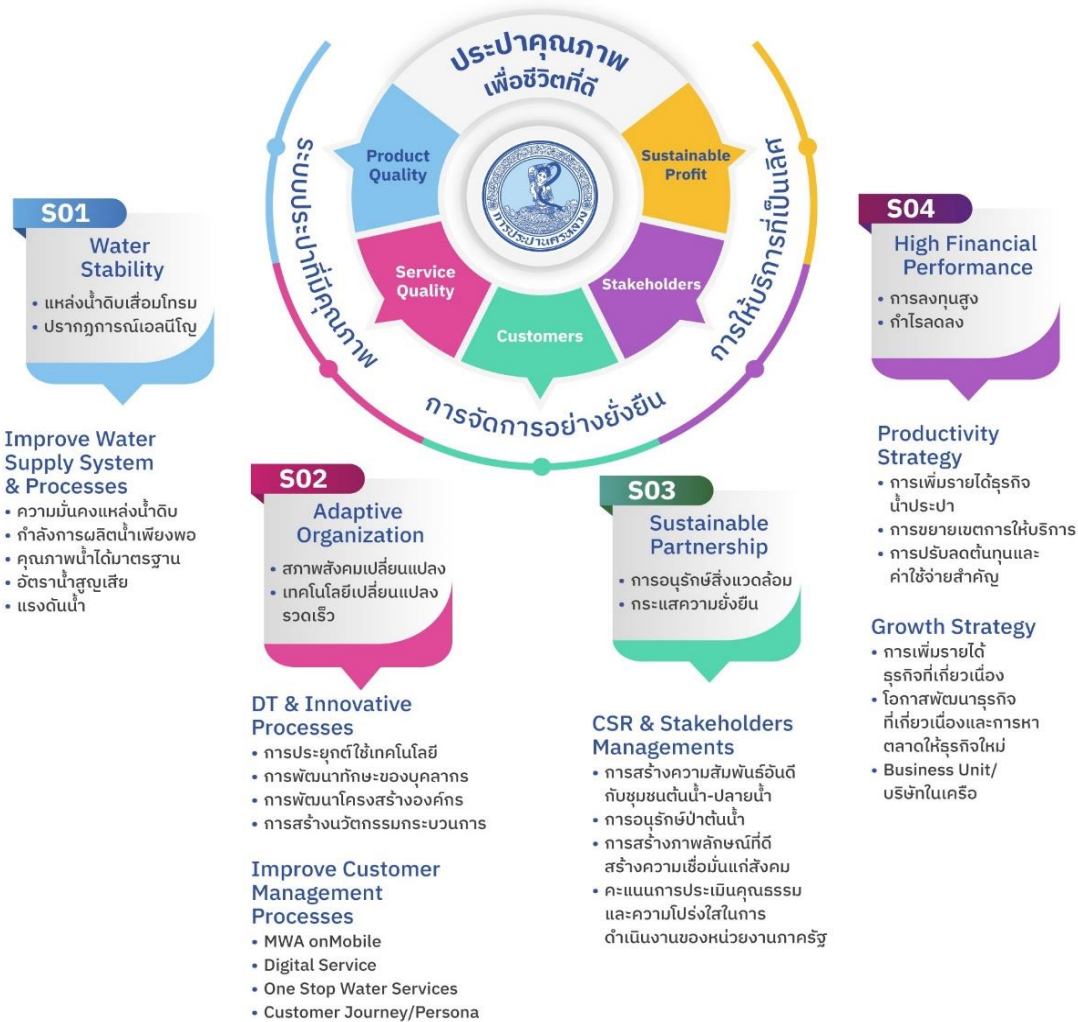 ประปาคุณภาพ
เพื่อชีวิตที่ดี
ระบบประปาที่มีคุณภาพ
การจัดการอย่างยั่งยืน
การให้บริการที่เป็นเลิศ
Product
Quality
Service
Quality
Customers
Stakeholders
Sustainable
Profit
การประปานครหลวง
S01
Water
Stability
• แหล่งน้ำดิบเสื่อมโทรม
• ปรากฏการณ์เอลนีโญ
Improve Water
Supply System
& Processes
• ความมั่นคงแหล่งน้ำดิบ
• กำลังการผลิตน้ำเพียงพอ
• คุณภาพน้ำได้มาตรฐาน
• อัตราน้ำสูญเสีย
• แรงดันน้ำ
S02
Adaptive
Organization
• สภาพสังคมเปลี่ยนแปลง
• เทคโนโลยีเปลี่ยนแปลง
รวดเร็ว
DT & Innovative
Processes
• การประยุกต์ใช้เทคโนโลยี
• การพัฒนาทักษะของบุคลากร
• การพัฒนาโครงสร้างองค์กร
• การสร้างนวัตกรรมกระบวนการ
Improve Customer
Management
Processes
• MWA onMobile
• Digital Service
• One Stop Water Services
• Customer Journey/Persona
S03
Sustainable
Partnership
• การอนุรักษ์สิ่งแวดล้อม
• กระแสความยั่งยืน
CSR & Stakeholders
Managements
• การสร้างความสัมพันธ์อันดี
กับชุมชนต้นน้ำ-ปลายน้ำ
• การอนุรักษ์ป่าต้นน้ำ
• การสร้างภาพลักษณ์ที่ดี
สร้างความเชื่อมั่นแก่สังคม
• คะแนนการประเมินคุณธรรม
และความโปร่งใสในการ
ดำเนินงานของหน่วยงานภาครัฐ
S04
High Financial
Performance
• การลงทุนสูง
• กำไรลดลง
Productivity
Strategy
• การเพิ่มรายได้ธุรกิจ
น้ำประปา
• การขยายเขตการให้บริการ
• การปรับลดต้นทุนและ
ค่าใช้จ่ายสำคัญ
Growth Strategy
• การเพิ่มรายได้
ธุรกิจที่เกี่ยวเนื่อง
• โอกาสพัฒนาธุรกิจ
ที่เกี่ยวเนื่องและการหา
ตลาดให้ธุรกิจใหม่
• Business Unit/
บริษัทในเครือ